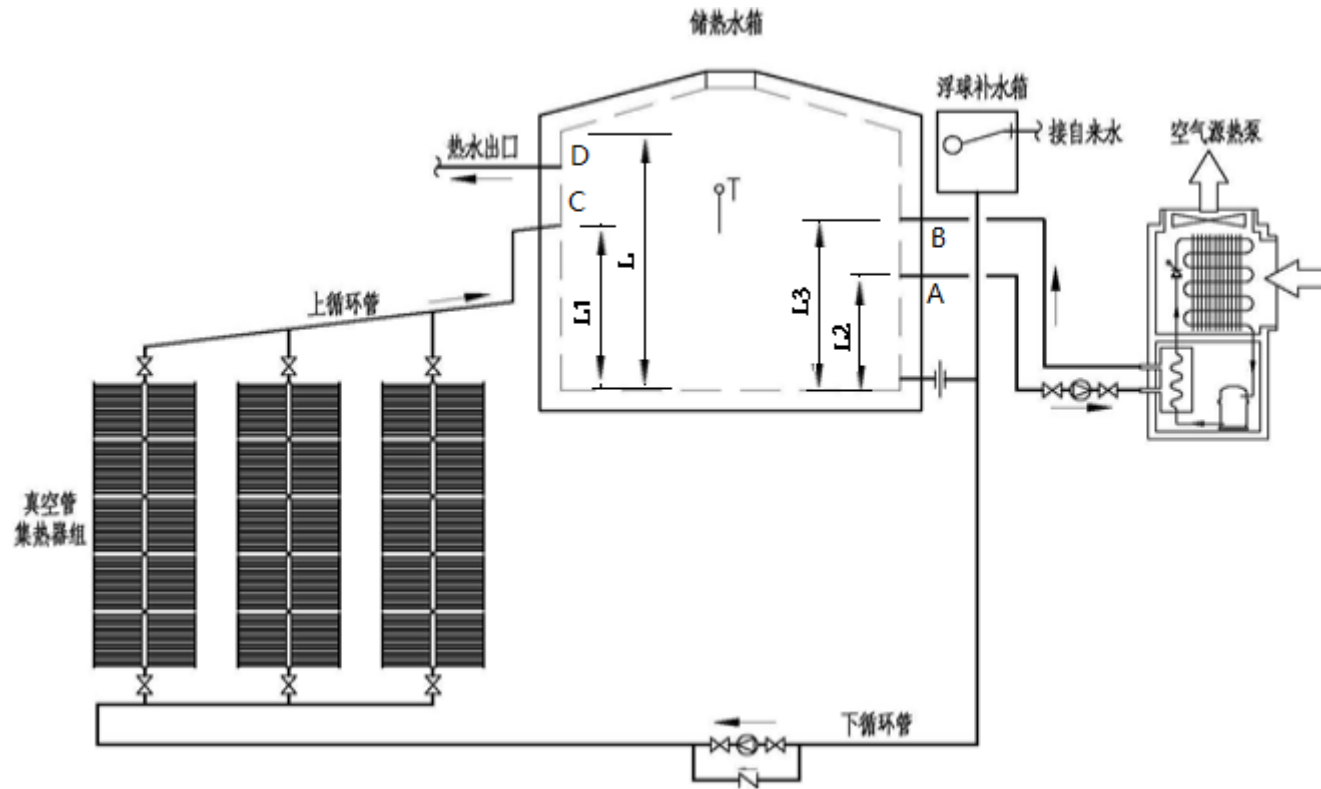 储热水箱
浮球补水箱
接自来水
空气源热泵
热水出口
D
C
T
B
A
L
L1
L3
L2
上循环管
真空管
集热器组
下循环管